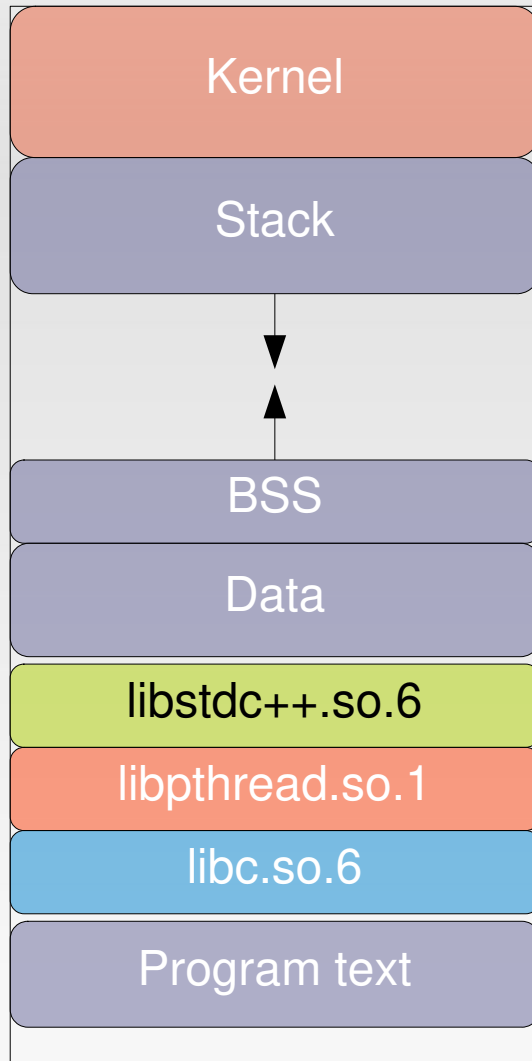 Kernel
Stack
BSS
Data
libstdc++.so.6
libpthread.so.1
libc.so.6
Program text